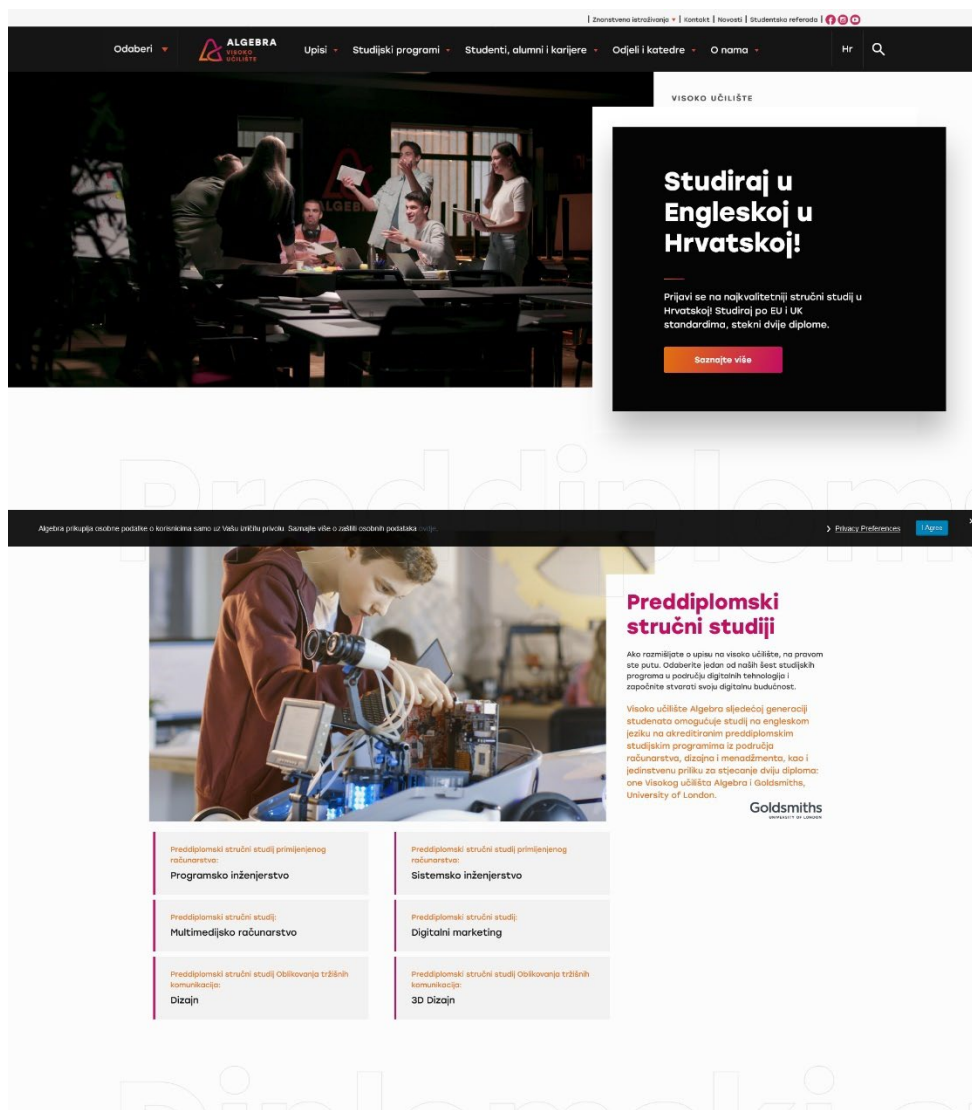 Znanstveno istraživanje | Kontakt | Novosti | Studentska referada |
Odaberi
ALGEBRA
VISOKO
UČILIŠTE
Upisi
Studijski programi
Studenti, alumni i karijere
Odjeli i katedre
O nama
Hr
VISOKO UČILIŠTE
ALGEBRA
Studiraj u
Engleskoj u
Hrvatskoj!
Prijavi se na najkvalitetniji stručni studij u
Hrvatskoj! Studiraj po EU i UK
standardima, stekni dvije diplome.
Saznajte više
Preddiplom
Algebra prikuplja osobne podatke o korisnicima samo uz Vašu izričitu privolu. Saznajte više o zaštiti osobnih podataka ovdje.
Privacy Preferences
I Agree
Preddiplomski
stručni studiji
Ako razmišljate o upisu na visoko učilište, na pravom
ste putu. Odaberite jedan od naših šest studijskih
programa u području digitalnih tehnologija i
započnite stvarati svoju digitalnu budućnost.
Visoko učilište Algebra sljedećoj generaciji
studenata omogućuje studij na engleskom
jeziku na akreditiranim preddiplomskim
studijskim programima iz područja
računarstva, dizajna i menadžmenta, kao i
jedinstvenu priliku za stjecanje dviju diploma:
one Visokog učilišta Algebra i Goldsmiths,
University of London.
Goldsmiths
UNIVERSITY OF LONDON
Preddiplomski stručni studij primijenjenog
računarstva:
Programsko inženjerstvo
Preddiplomski stručni studij primijenjenog
računarstva:
Sistemsko inženjerstvo
Preddiplomski stručni studij:
Multimedijsko računarstvo
Preddiplomski stručni studij:
Digitalni marketing
Preddiplomski stručni studij Oblikovanja tržišnih
komunikacija:
Dizajn
Preddiplomski stručni studij Oblikovanja tržišnih
komunikacija:
3D Dizajn